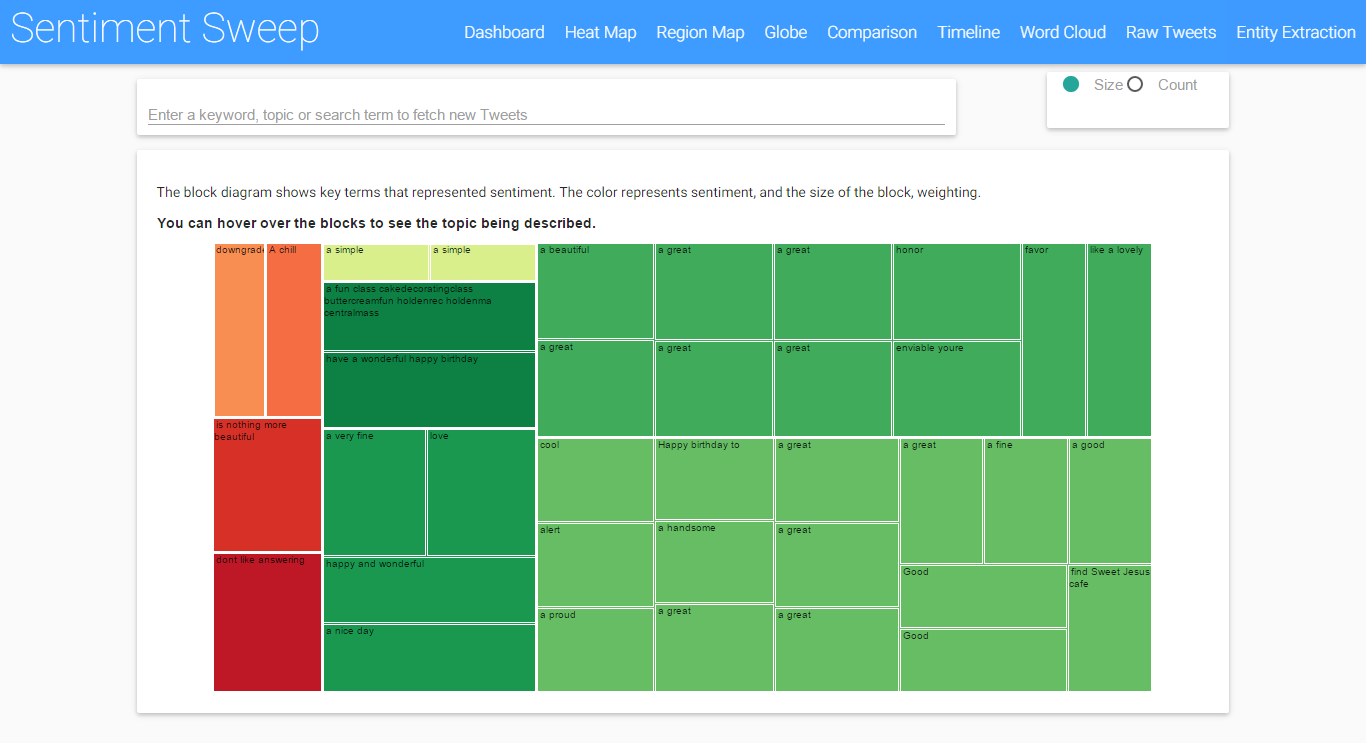 Sentiment Sweep
Dashboard Heat Map Region Map Globe Comparison Timeline Word Cloud Raw Tweets Entity Extraction
Enter a keyword, topic or search term to fetch new Tweets
Size Count
The block diagram shows key terms that represented sentiment. The color represents sentiment, and the size of the block, weighting.
You can hover over the blocks to see the topic being described.
downgrade
A chill
is nothing more
beautiful
dont like answering
a simple
a simple
a fun class cakedecoratingclass
buttercreamfun holdenrec holdenma
centralmass
have a wonderful happy birthday
a very fine
love
happy and wonderful
a nice day
a beautiful
a great
a great
a great
a great
a great
honor
enviable youre
favor
like a lovely
cool
alert
a proud
Happy birthday to
a handsome
a great
a great
a great
a great
a great
a fine
a good
Good
Good
find Sweet Jesus
cafe